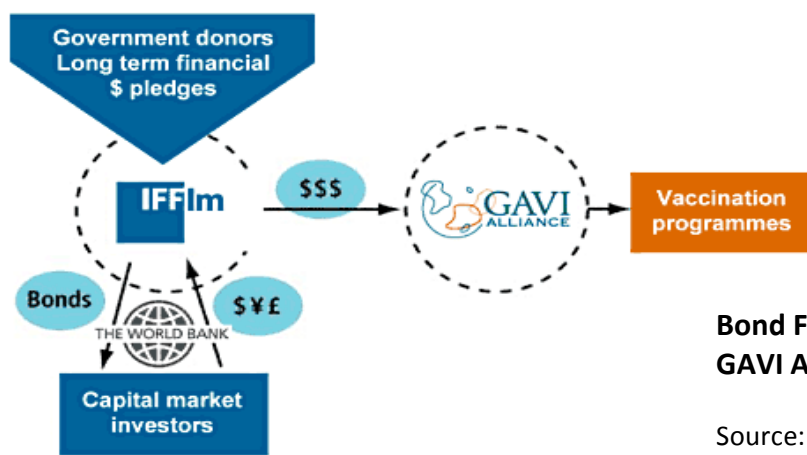 Government donors
Long term financial
$ pledges
IFFIm
$$$
GAVI
ALLIANCE
Vaccination
programmes
Bonds
THE WORLD BANK
$¥£
Capital market
investors
Bond F
GAVI A
Source: